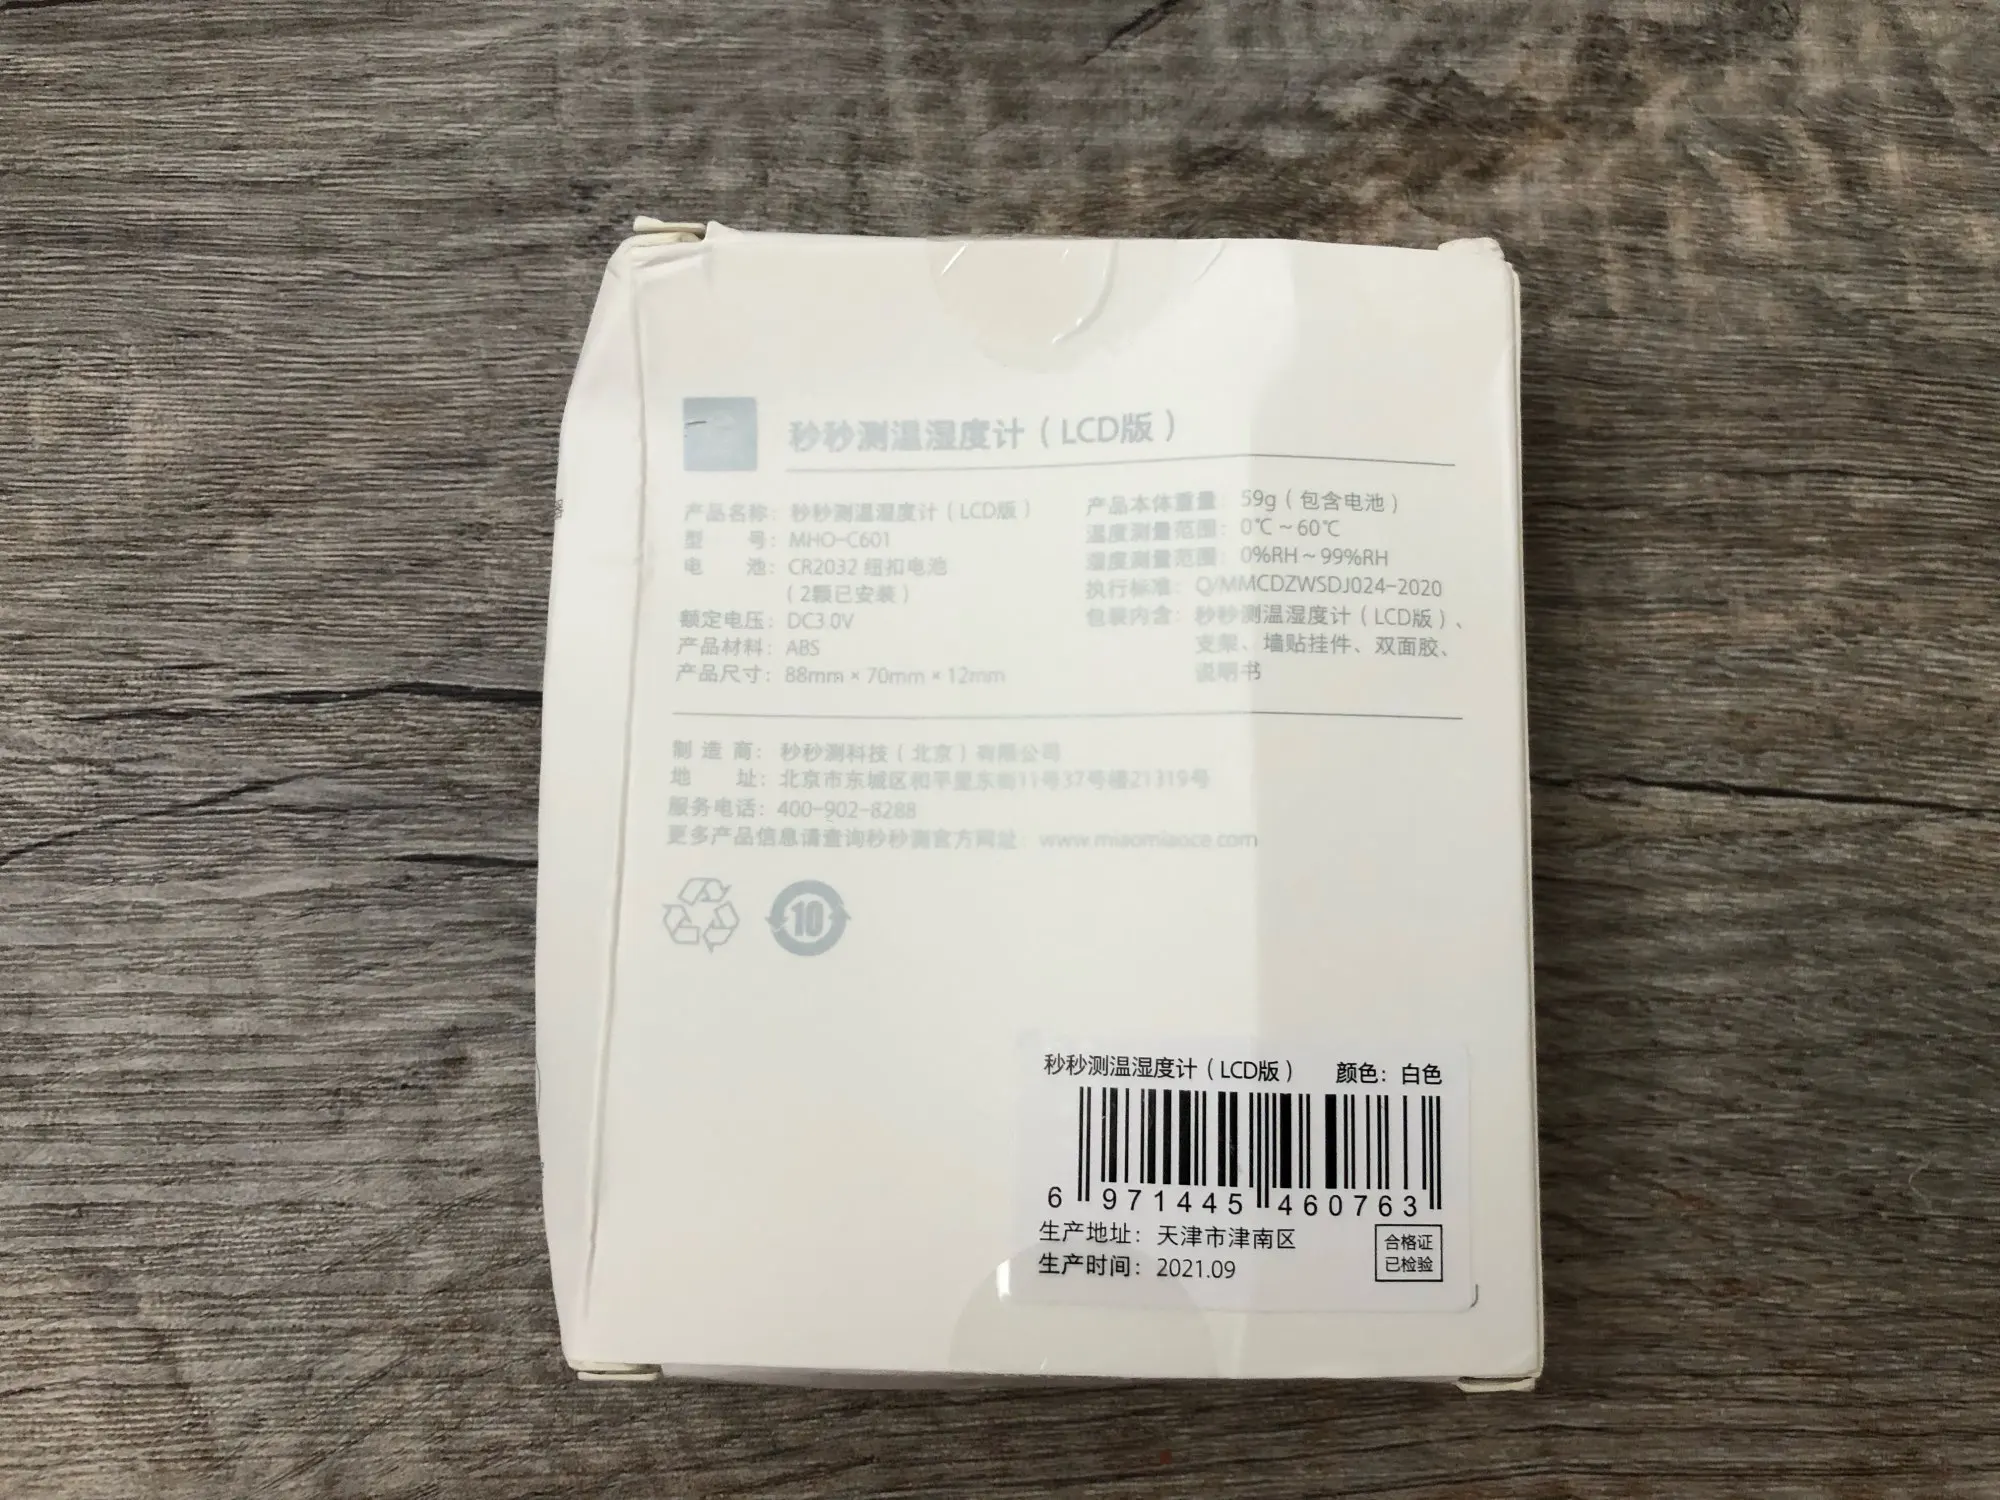 秒秒测温湿度计（LCD版）
产品名称：秒秒测温湿度计（LCD版）
型 号：MHO-C601
电 池：CR2032 纽扣电池
（2颗已安装）
额定电压：DC3.0V
产品材料：ABS
产品尺寸：88mm × 70mm × 12mm
产品本体重量：59g（包含电池）
温度测量范围：0℃～60℃
湿度测量范围：0%RH～99%RH
执行标准：Q/MMCDZWSDJ024-2020
包装内含：秒秒测温湿度计（LCD版）、
支架、墙贴挂件、双面胶、
说明书
制 造 商：秒秒测科技（北京）有限公司
地 址：北京市东城区和平里东街11号37号楼21319号
服务电话：400-902-8288
更多产品信息请查询秒秒测官方网址：www.miaomiaoce.com
10
秒秒测温湿度计（LCD版） 颜色：白色
6 971445 460763
生产地址：天津市津南区
生产时间：2021.09
合格证
已检验